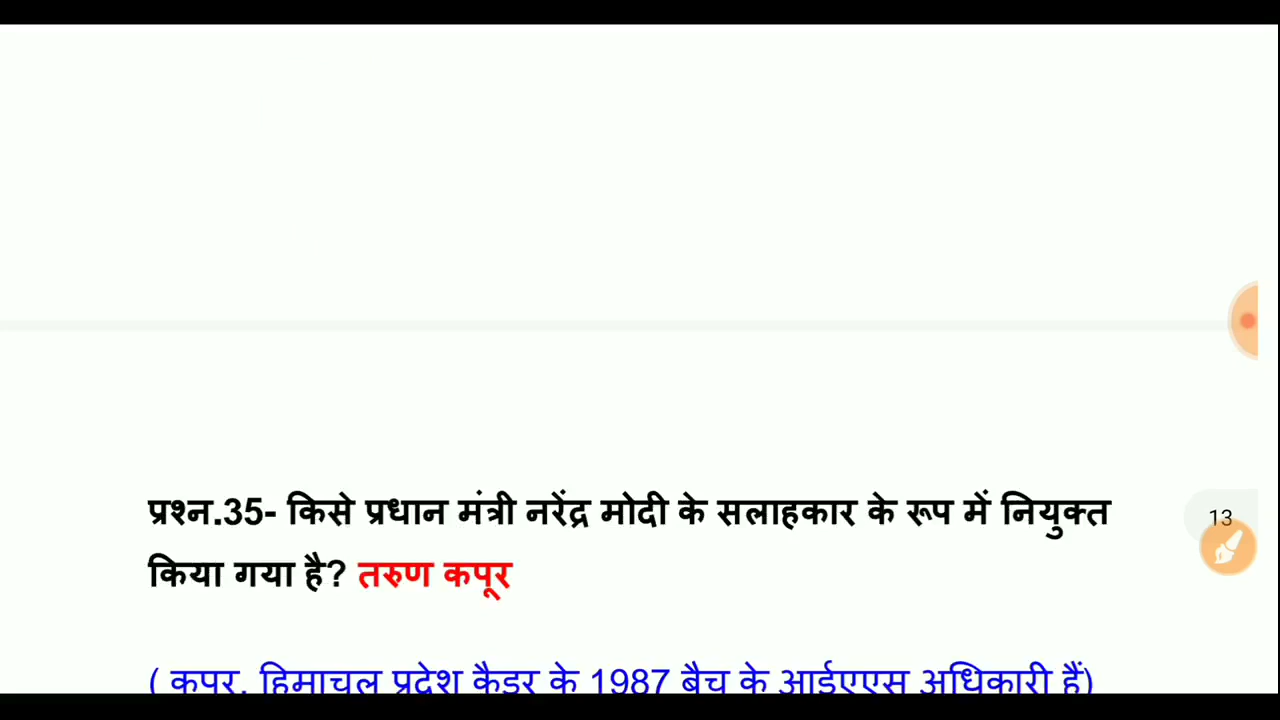 प्रश्न.35- किसे प्रधान मंत्री नरेंद्र मोदी के सलाहकार के रूप में नियुक्त
13
किया गया है? तरुण कपूर
( कपूर, हिमाचल प्रदेश कैडर के 1987 बैच के आईएएस अधिकारी हैं)